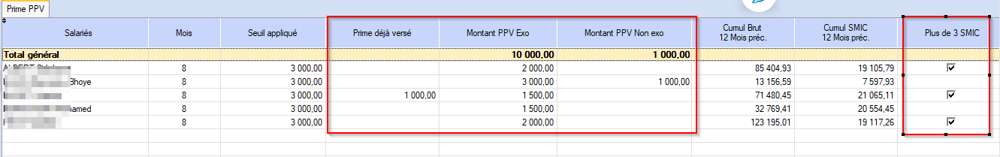 Prime PPV
Salariés Mois Seuil appliqué Prime déjà versé Montant PPV Exo Montant PPV Non exo Cumul Brut 12 Mois préc. Cumul SMIC 12 Mois préc. Plus de 3 SMIC
Total général 10 000,00 1 000,00
8 3 000,00 2 000,00 85 404,93 19 105,79
Bhoye 8 3 000,00 3 000,00 1 000,00 13 156,59 7 597,93
8 3 000,00 1 000,00 1 500,00 71 480,45 21 065,11
amed 8 3 000,00 1 500,00 32 769,41 20 554,45
8 3 000,00 2 000,00 123 195,01 19 117,26